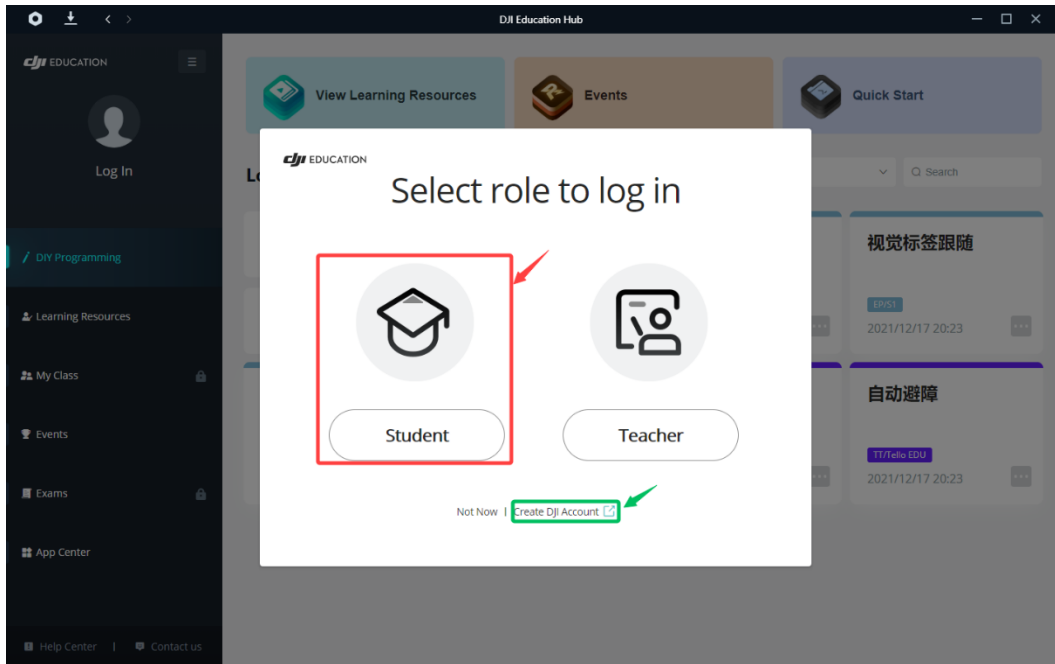 DJI Education Hub
dji EDUCATION
Log In
DIY Programming
Learning Resources
My Class
Events
Exams
App Center
Help Center | Contact us
View Learning Resources
Events
Quick Start
Search
dji EDUCATION
Select role to log in
Student
Teacher
Not Now | Create DJI Account
视觉标签跟随
EP/S1
2021/12/17 20:23
自动避障
TT/Tello EDU
2021/12/17 20:23